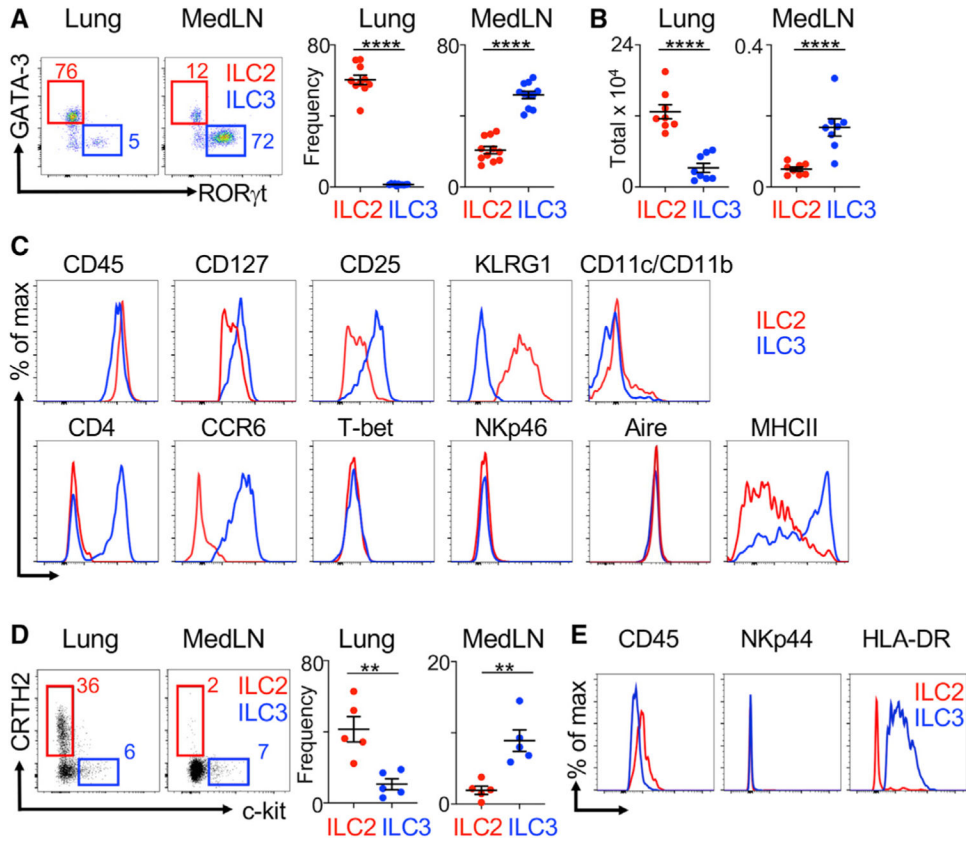 A
Lung
MedLN
GATA-3
76
5
12
ILC2
ILC3
72
RORγt
Frequency
80
0
****
ILC2 ILC3
MedLN
80
0
****
ILC2 ILC3
B
Lung
Total x 10⁴
24
0
****
ILC2 ILC3
MedLN
0.4
0
****
ILC2 ILC3
Lung
C
CD45
CD127
CD25
KLRG1
CD11c/CD11b
% of max
ILC2
ILC3
CD4
CCR6
T-bet
NKp46
Aire
MHCII
D
Lung
MedLN
CRTH2
36
6
2
ILC2
ILC3
7
c-kit
Lung
Frequency
80
0
**
ILC2 ILC3
MedLN
20
0
**
ILC2 ILC3
E
CD45
NKp44
HLA-DR
% of max
ILC2
ILC3